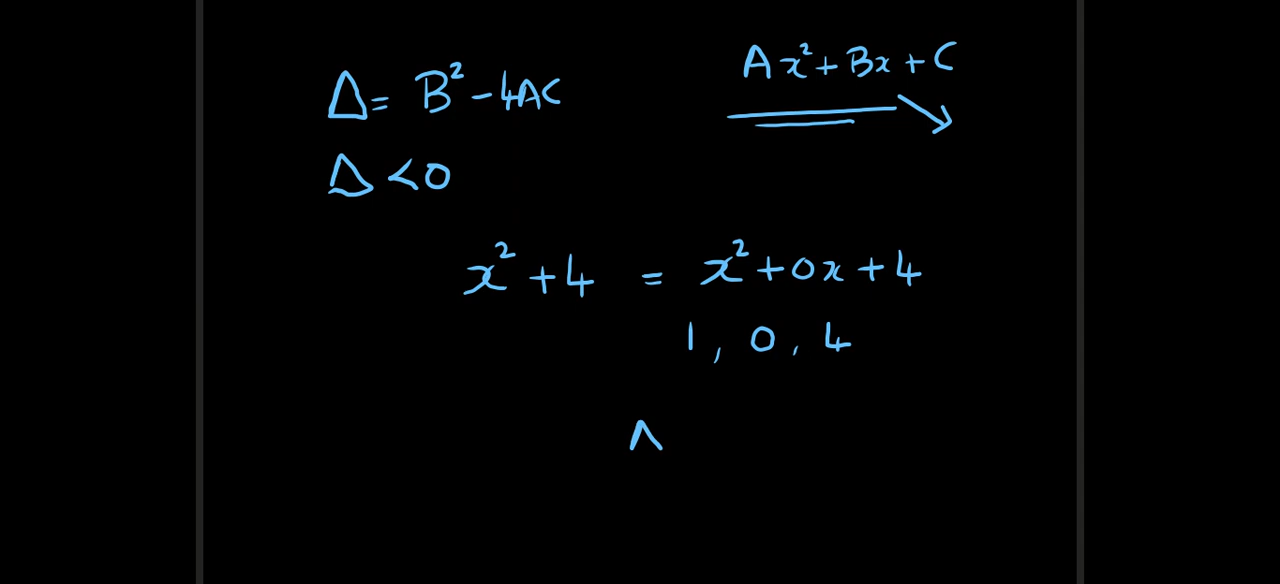 Δ = B² - 4AC
Ax² + Bx + C
Δ < 0
x² + 4 = x² + 0x + 4
1, 0, 4